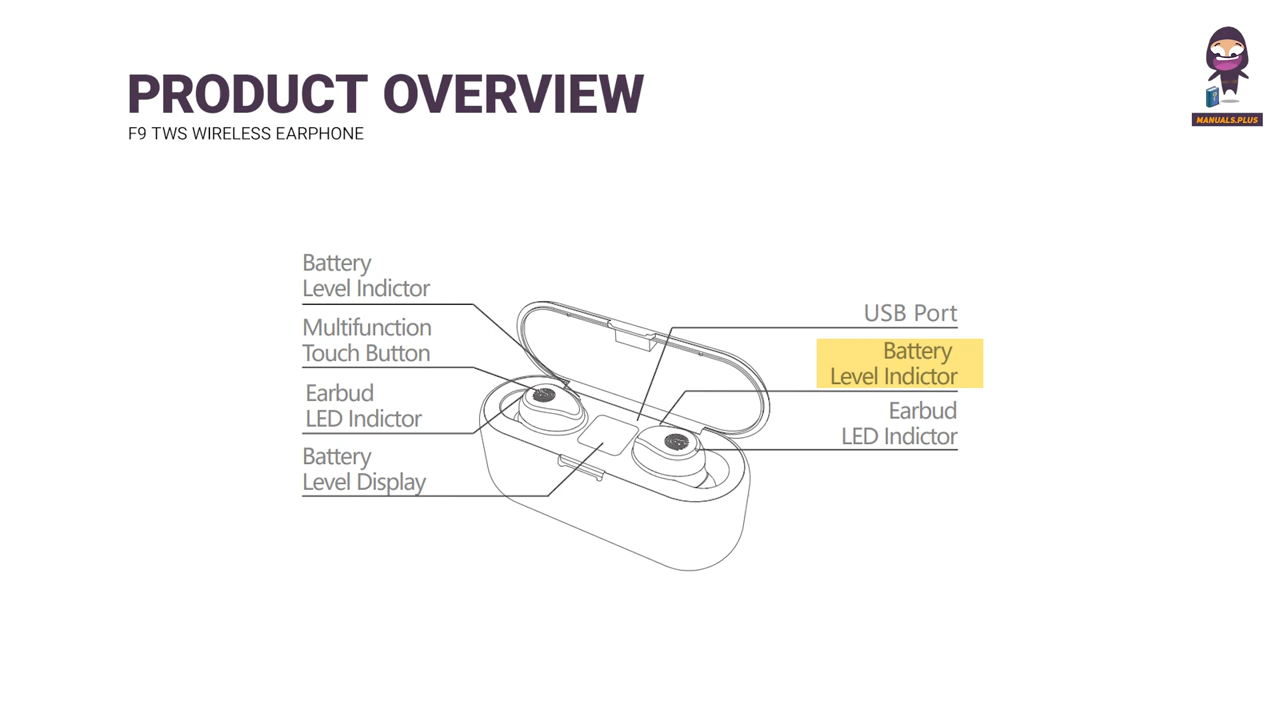 PRODUCT OVERVIEW
F9 TWS WIRELESS EARPHONE
MANUALS.PLUS
Battery
Level Indictor
Multifunction
Touch Button
Earbud
LED Indictor
Battery
Level Display
USB Port
Battery
Level Indictor
Earbud
LED Indictor